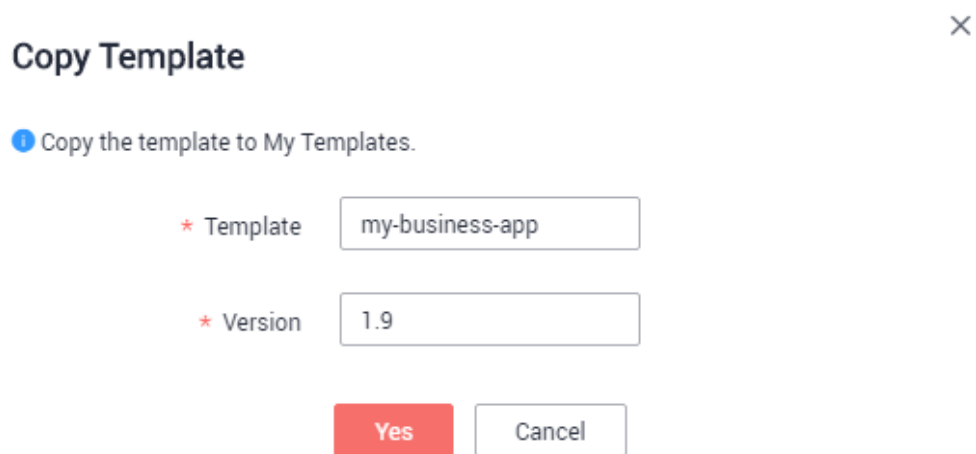 Copy Template
Copy the template to My Templates.
* Template my-business-app
* Version 1.9
Yes Cancel